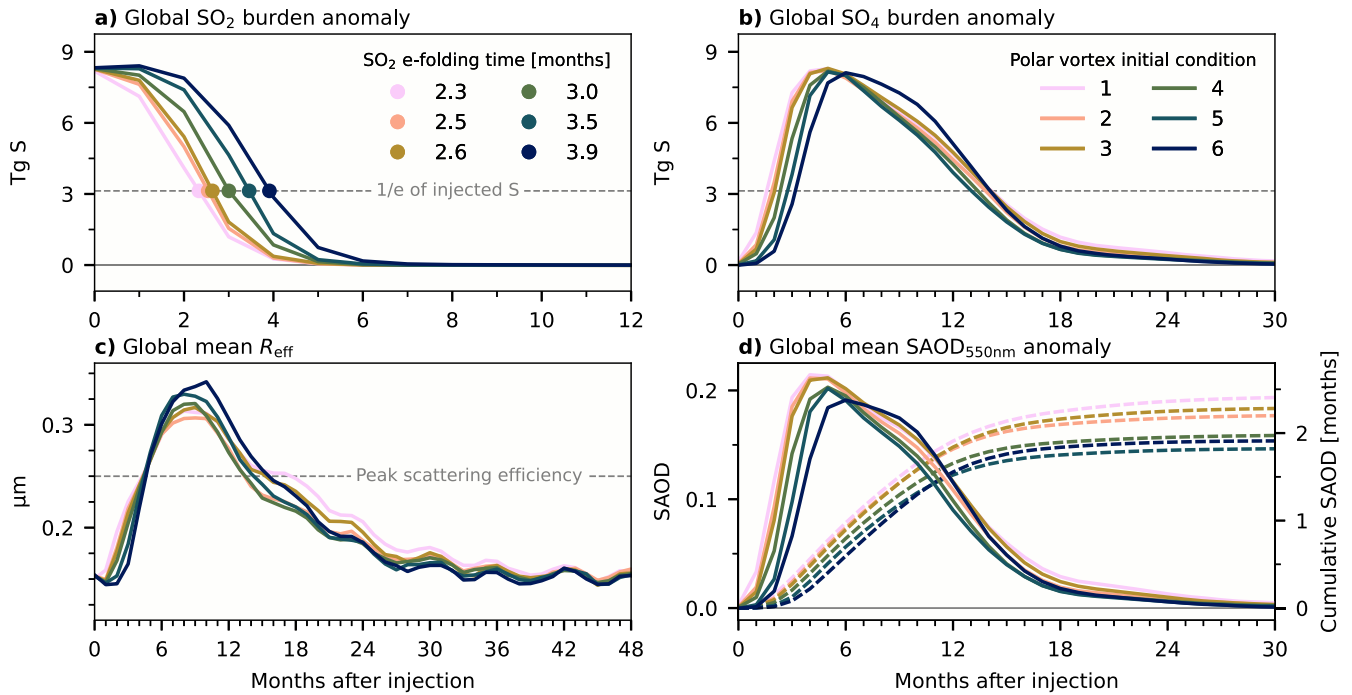 a) Global SO₂ burden anomaly
9
6
3
0
Tg S
SO₂ e-folding time [months]
2.3 3.0
2.5 3.5
2.6 3.9
1/e of injected S
0 2 4 6 8 10 12
b) Global SO₄ burden anomaly
9
6
3
0
Tg S
Polar vortex initial condition
1 4
2 5
3 6
0 6 12 18 24 30
c) Global mean R_eff
0.3
0.2
µm
Peak scattering efficiency
0 6 12 18 24 30 36 42 48
Months after injection
d) Global mean SAOD₅₅₀ₙₘ anomaly
0.2
0.1
0.0
SAOD
2
1
0
Cumulative SAOD [months]
0 6 12 18 24 30
Months after injection